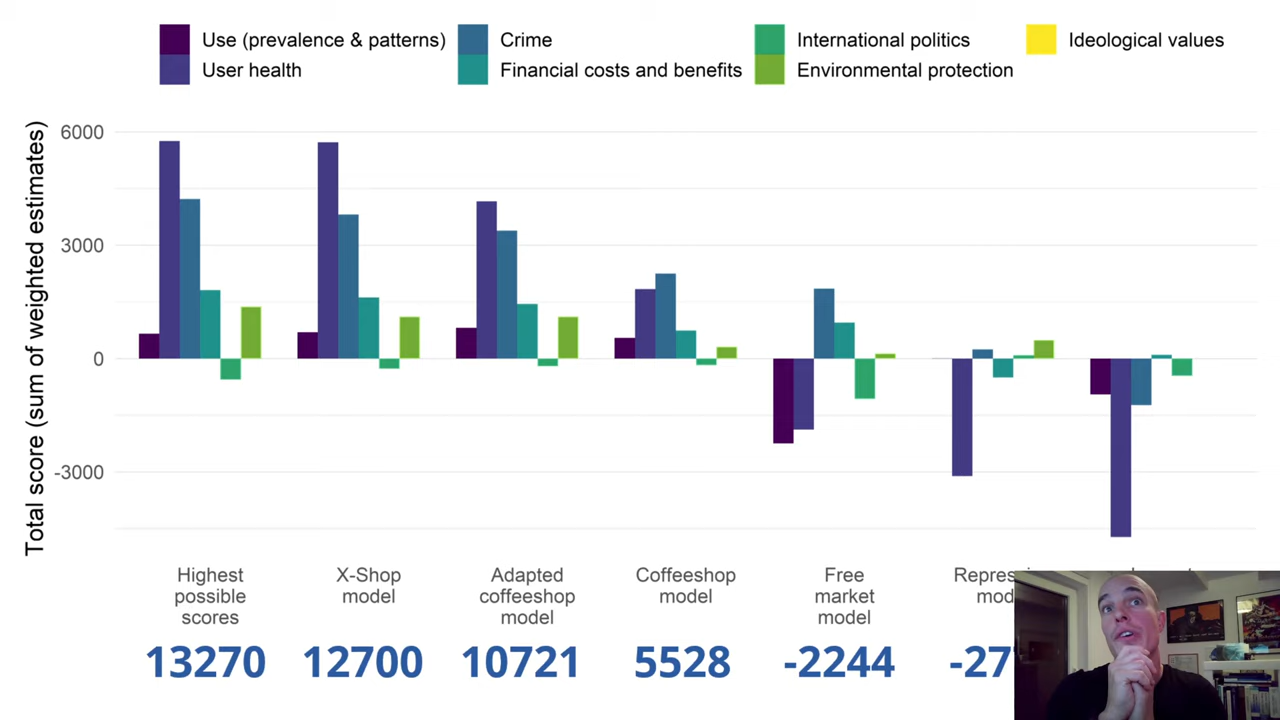 Use (prevalence & patterns)
User health
Crime
Financial costs and benefits
International politics
Environmental protection
Ideological values
Total score (sum of weighted estimates)
6000
3000
0
-3000
Highest
possible
scores
X-Shop
model
Adapted
coffeeshop
model
Coffeeshop
model
Free
market
model
13270
12700
10721
5528
-2244